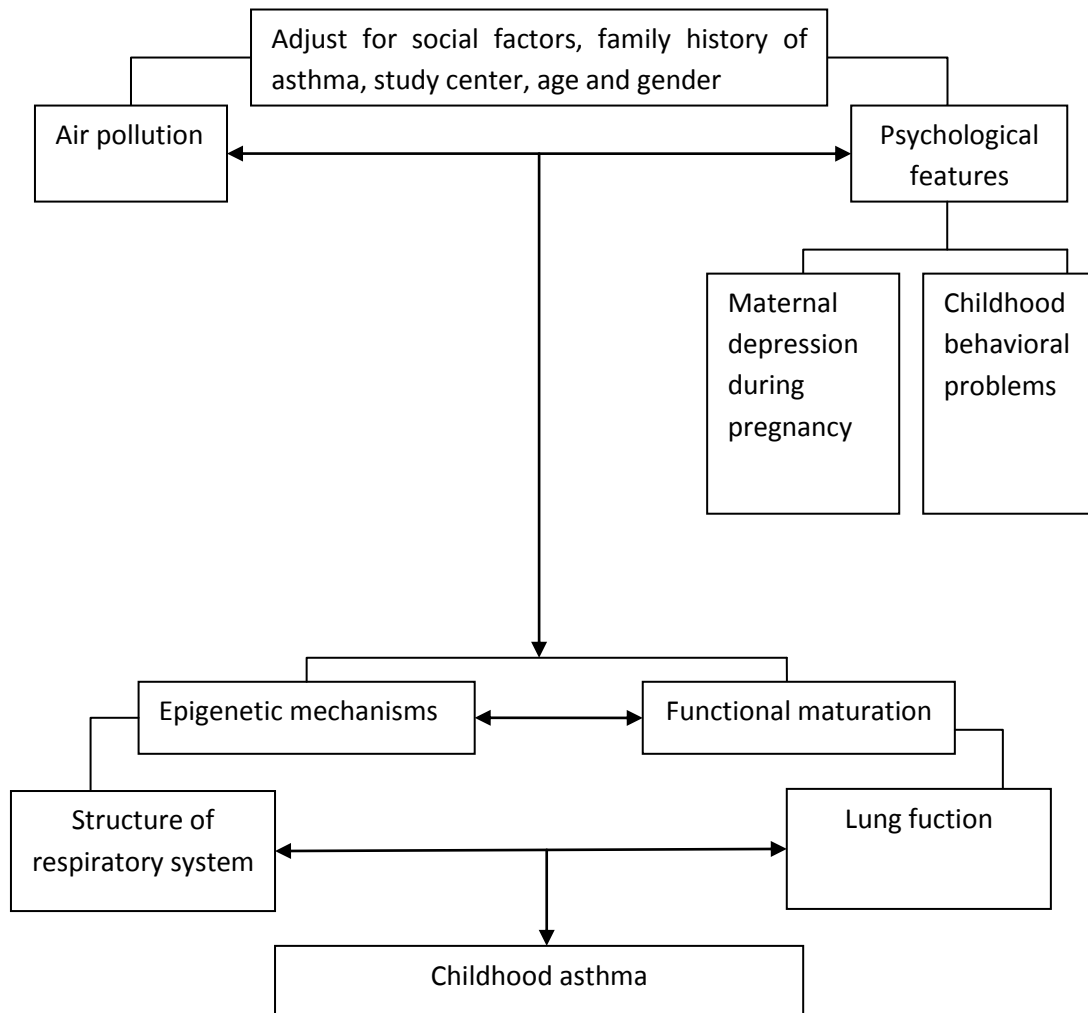 Adjust for social factors, family history of
asthma, study center, age and gender
Air pollution
Psychological
features
Maternal
depression
during
pregnancy
Childhood
behavioral
problems
Epigenetic mechanisms
Functional maturation
Structure of
respiratory system
Lung fuction
Childhood asthma